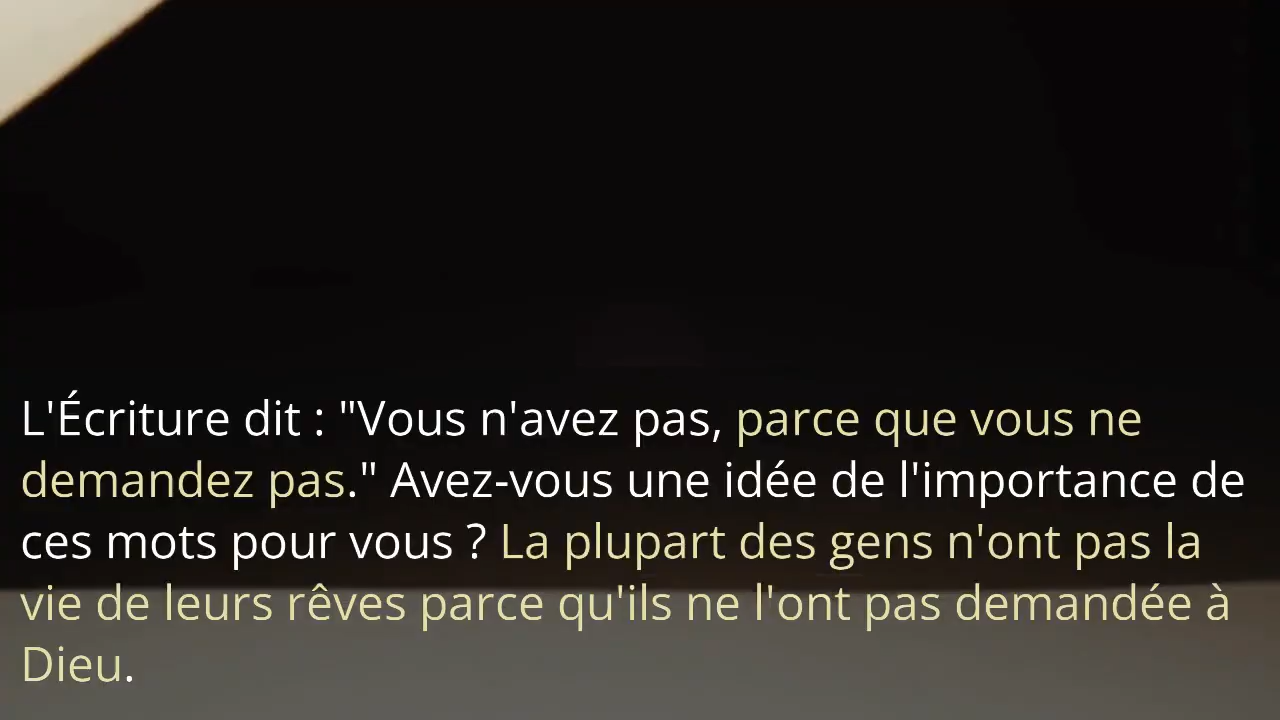 L'Écriture dit : "Vous n'avez pas, parce que vous ne
demandez pas." Avez-vous une idée de l'importance de
ces mots pour vous ? La plupart des gens n'ont pas la
vie de leurs rêves parce qu'ils ne l'ont pas demandée à
Dieu.